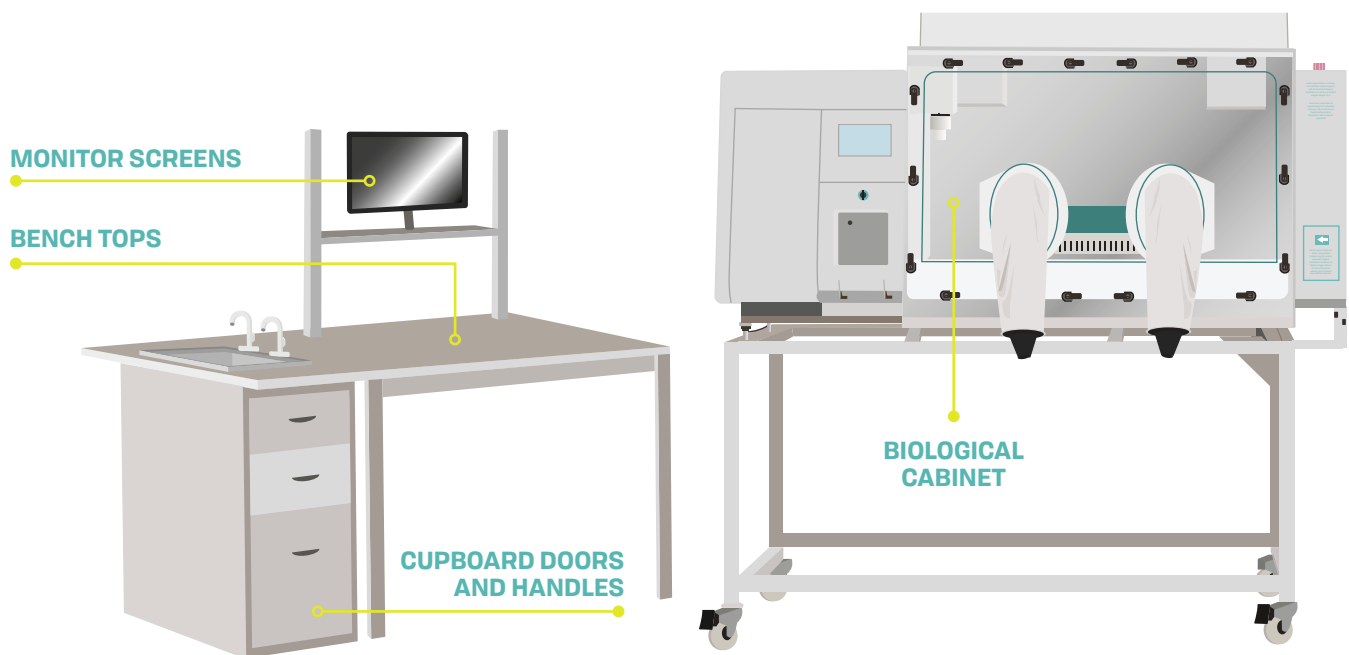 MONITOR SCREENS
BENCH TOPS
CUPBOARD DOORS
AND HANDLES
BIOLOGICAL
CABINET